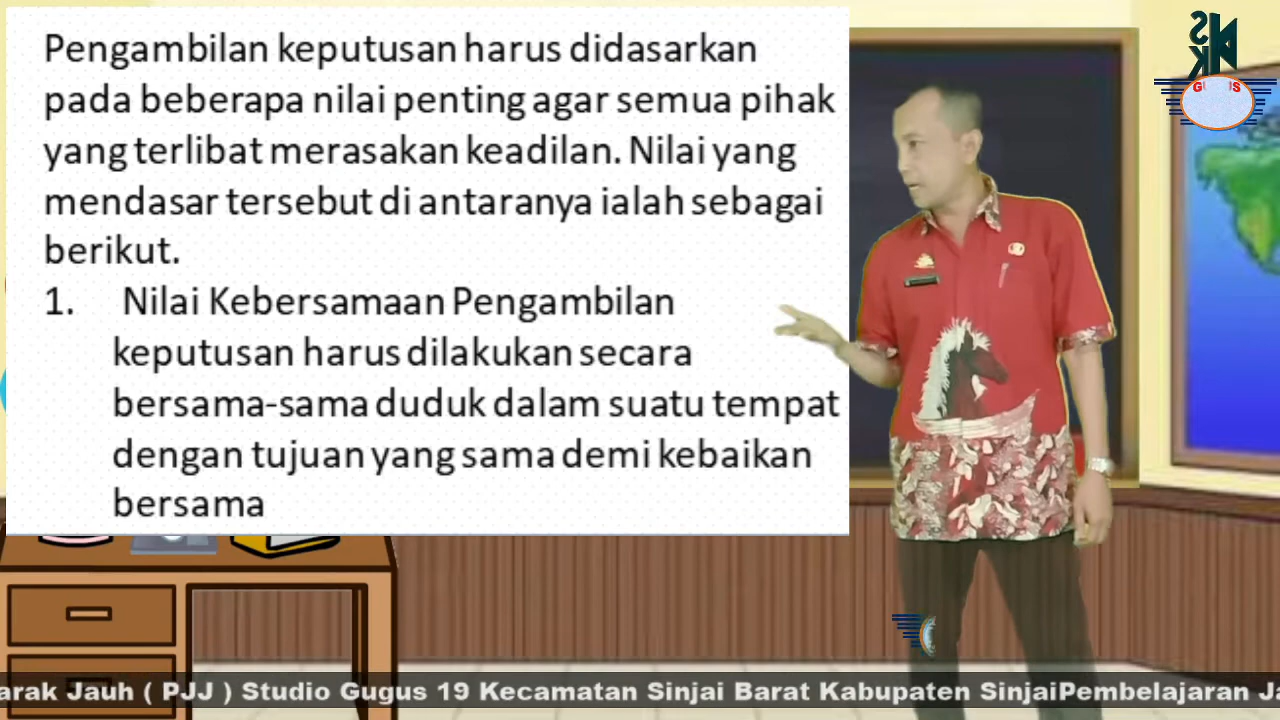 Pengambilan keputusan harus didasarkan
pada beberapa nilai penting agar semua pihak
yang terlibat merasakan keadilan. Nilai yang
mendasar tersebut di antaranya ialah sebagai
berikut.
1. Nilai Kebersamaan Pengambilan
keputusan harus dilakukan secara
bersama-sama duduk dalam suatu tempat
dengan tujuan yang sama demi kebaikan
bersama
arak Jauh ( PJJ ) Studio Gugus 19 Kecamatan Sinjai Barat Kabupaten SinjaiPembelajaran Ja